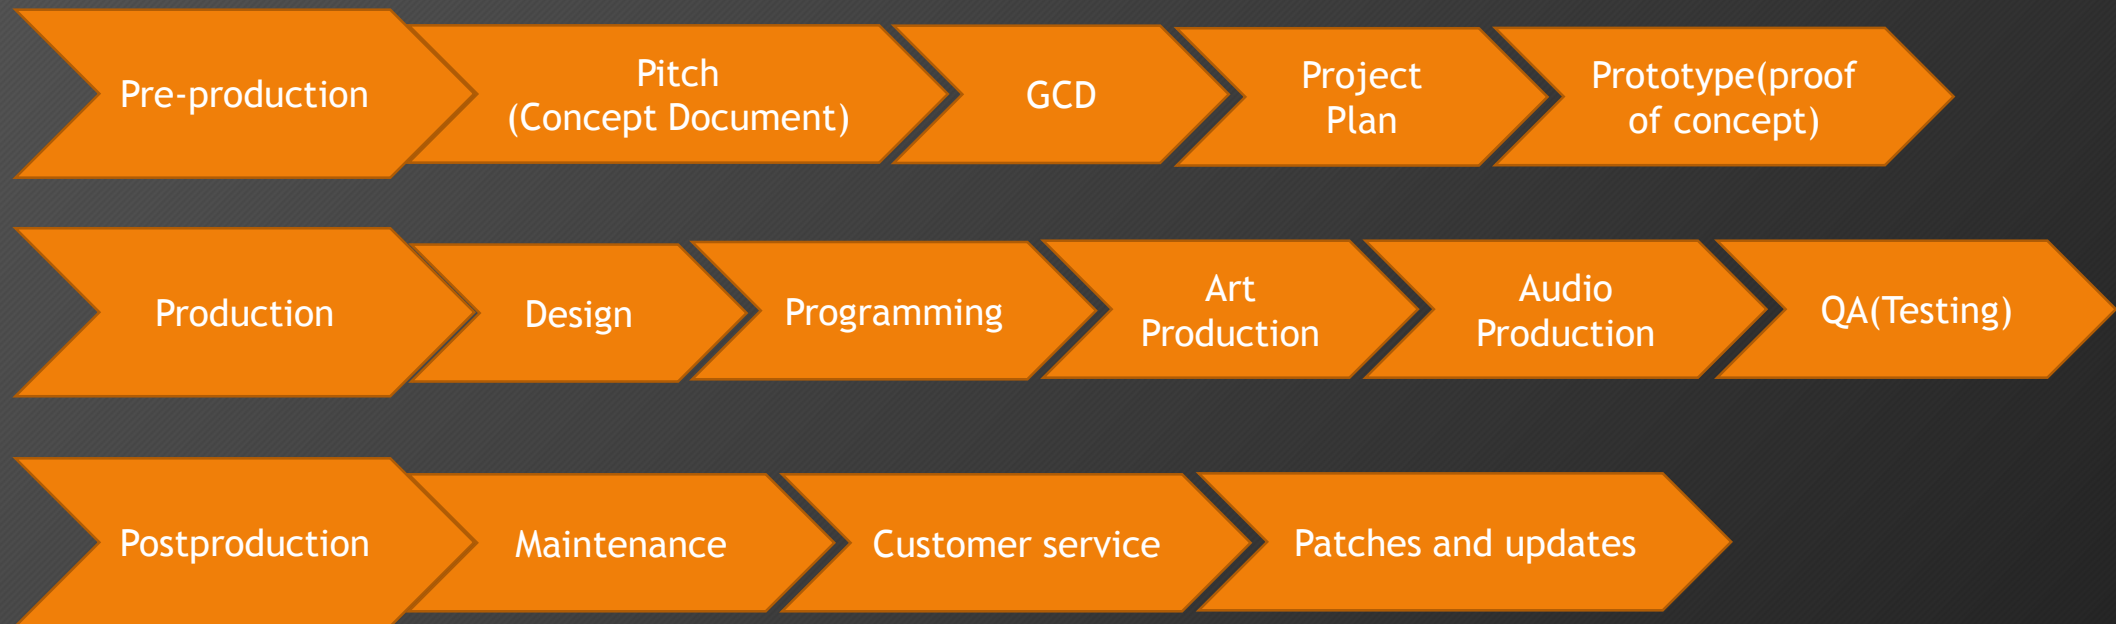 Pre-production
Pitch
(Concept Document)
GCD
Project
Plan
Prototype(proof
of concept)
Production
Design
Programming
Art
Production
Audio
Production
QA(Testing)
Postproduction
Maintenance
Customer service
Patches and updates